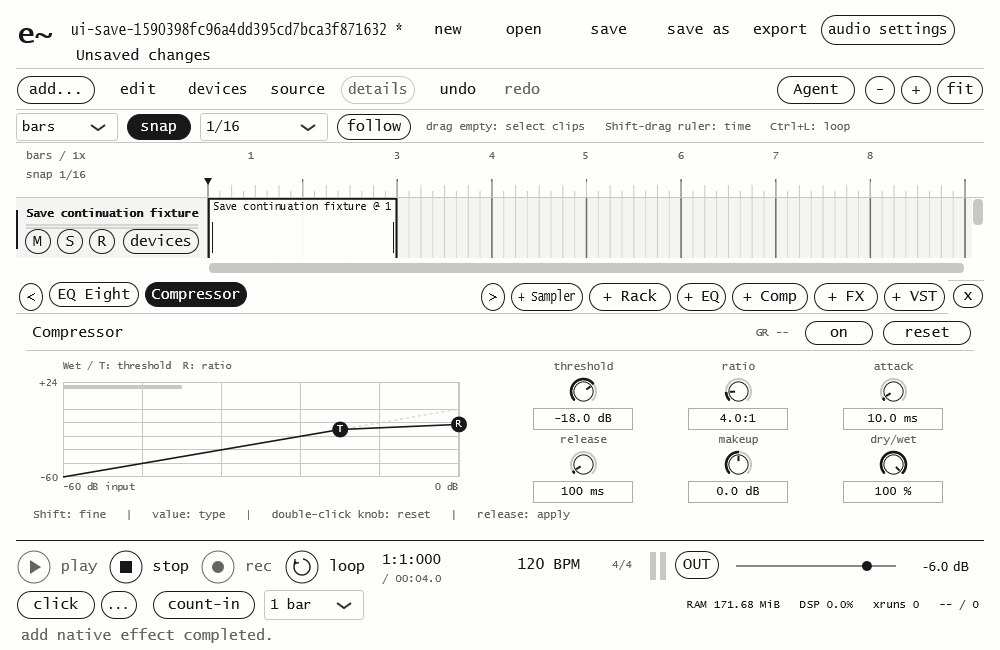 e~ ui-save-1590398fc96a4dd395cd7bca3f871632 * new open save save as export audio settings
Unsaved changes
add... edit devices source details undo redo Agent - + fit
bars snap 1/16 follow drag empty: select clips Shift-drag ruler: time Ctrl+L: loop
bars / 1x 1 3 4 5 6 7 8
snap 1/16
Save continuation fixture Save continuation fixture @ 1
M S R devices
< EQ Eight Compressor > + Sampler + Rack + EQ + Comp + FX + VST x
Compressor GR -- on reset
Wet / T: threshold R: ratio threshold ratio attack
+24
-18.0 dB 4.0:1 10.0 ms
T R
release makeup dry/wet
-60
-60 dB input 0 dB 100 ms 0.0 dB 100 %
Shift: fine | value: type | double-click knob: reset | release: apply
play stop rec loop 1:1:000 120 BPM 4/4 OUT -6.0 dB
/ 00:04.0
click ... count-in 1 bar RAM 171.68 MiB DSP 0.0% xruns 0 -- / 0
add native effect completed.